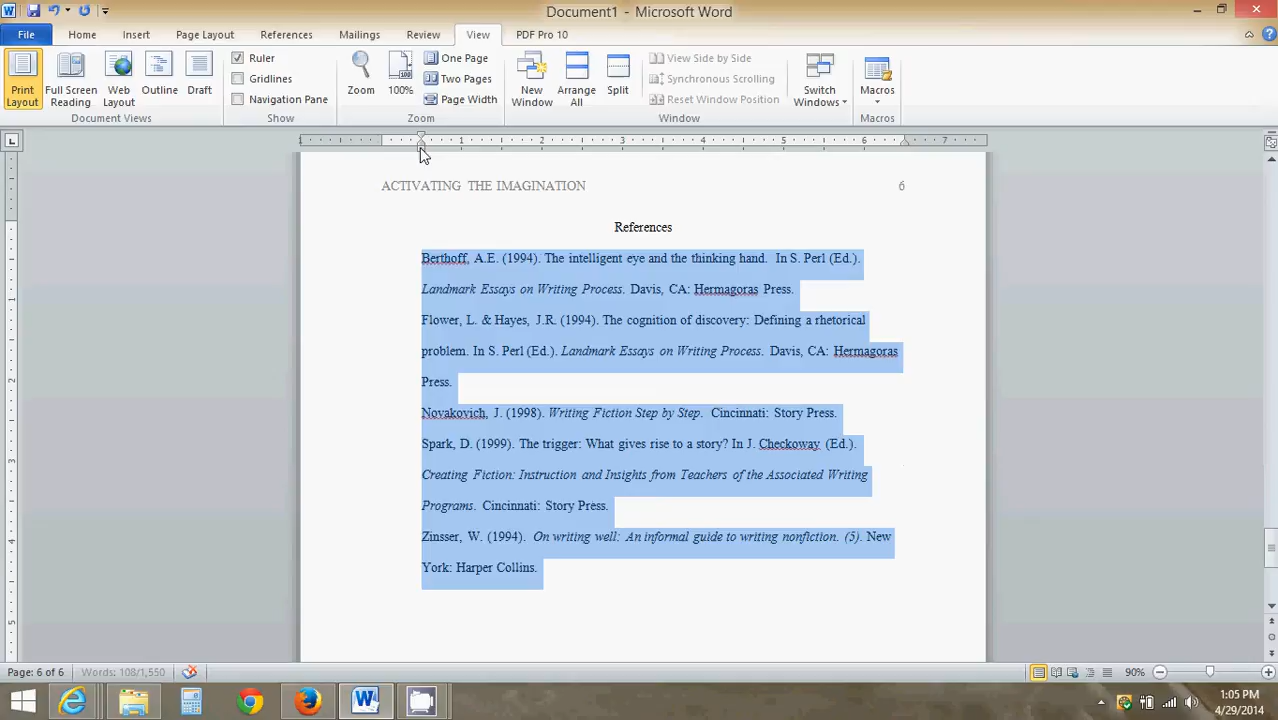 Document1 - Microsoft Word
File Home Insert Page Layout References Mailings Review View PDF Pro 10
Print Layout
Full Screen Reading
Web Layout
Outline
Draft
Document Views
Ruler
Gridlines
Navigation Pane
Show
Zoom
100%
One Page
Two Pages
Page Width
Zoom
New Window
Arrange All
Split
View Side by Side
Synchronous Scrolling
Reset Window Position
Window
Switch Windows
Macros
Macros
1 1 2 3 4 5 6 7
ACTIVATING THE IMAGINATION 6
References
Berthoff, A.E. (1994). The intelligent eye and the thinking hand. In S. Perl (Ed.).
Landmark Essays on Writing Process. Davis, CA: Hermagoras Press.
Flower, L. & Hayes, J.R. (1994). The cognition of discovery: Defining a rhetorical
problem. In S. Perl (Ed.). Landmark Essays on Writing Process. Davis, CA: Hermagoras
Press.
Novakovich, J. (1998). Writing Fiction Step by Step. Cincinnati: Story Press.
Spark, D. (1999). The trigger: What gives rise to a story? In J. Checkoway (Ed.).
Creating Fiction: Instruction and Insights from Teachers of the Associated Writing
Programs. Cincinnati: Story Press.
Zinsser, W. (1994). On writing well: An informal guide to writing nonfiction. (5). New
York: Harper Collins.
Page: 6 of 6 Words: 108/1,550 90%
1:05 PM
4/29/2014